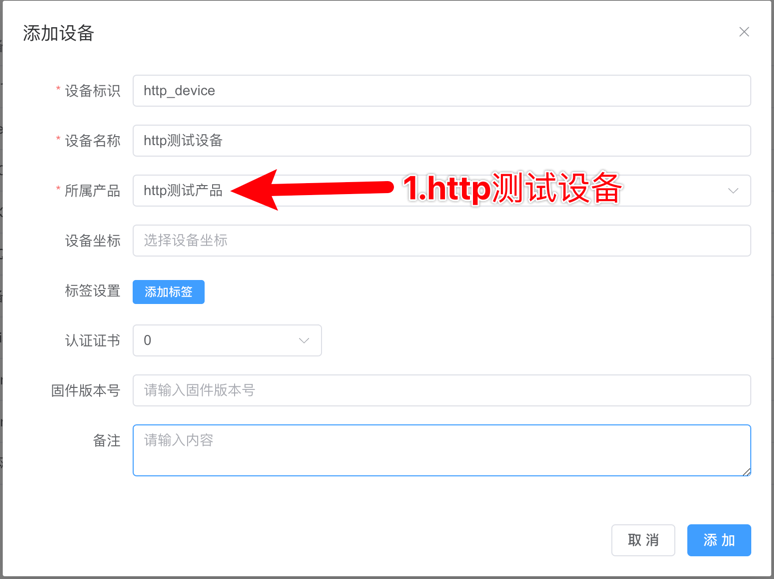 添加设备
* 设备标识 http_device
* 设备名称 http测试设备
* 所属产品 http测试产品 1.http测试设备
设备坐标 选择设备坐标
标签设置 添加标签
认证证书 0
固件版本号 请输入固件版本号
备注 请输入内容
取 消 添 加